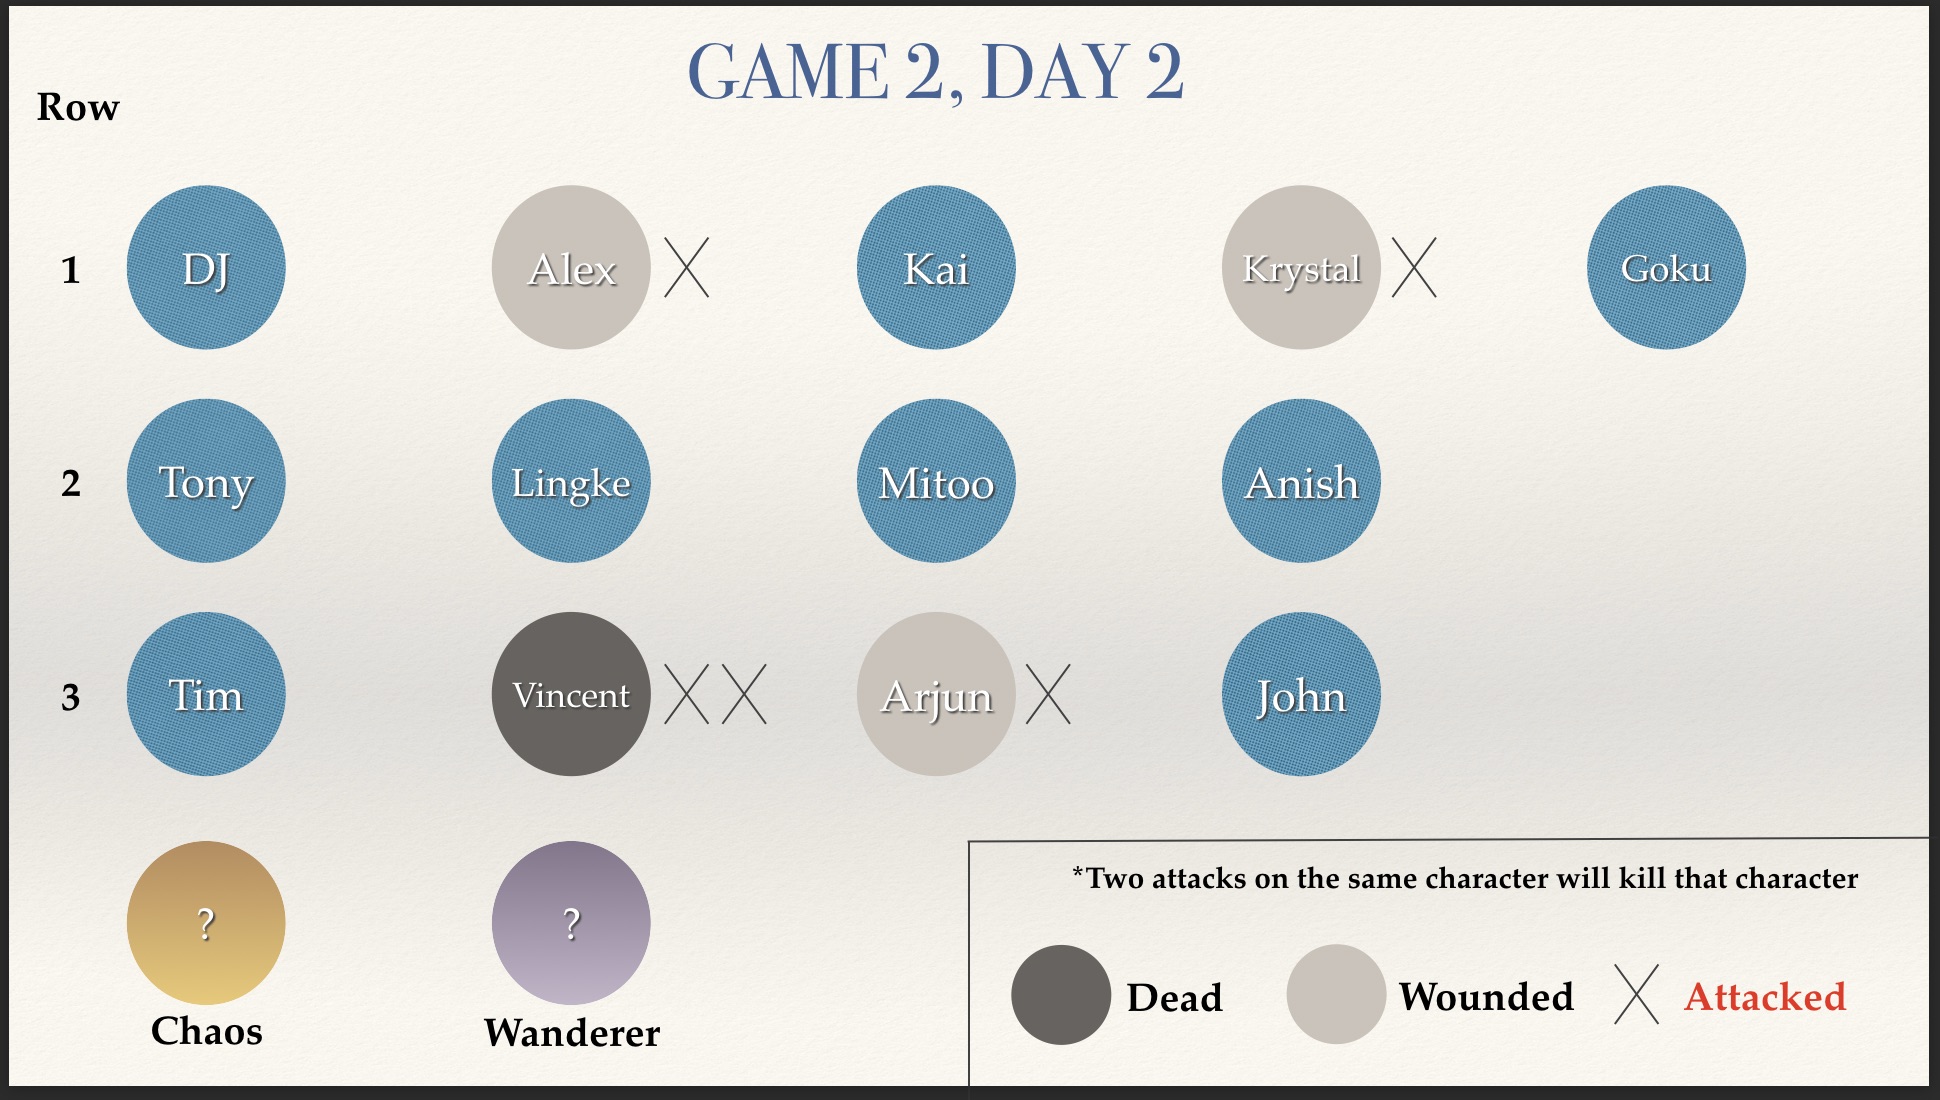 GAME 2, DAY 2
Row
1 DJ Alex Kai Krystal Goku
2 Tony Lingke Mitoo Anish
3 Tim Vincent Arjun John
? ?
Chaos Wanderer
*Two attacks on the same character will kill that character
Dead Wounded Attacked